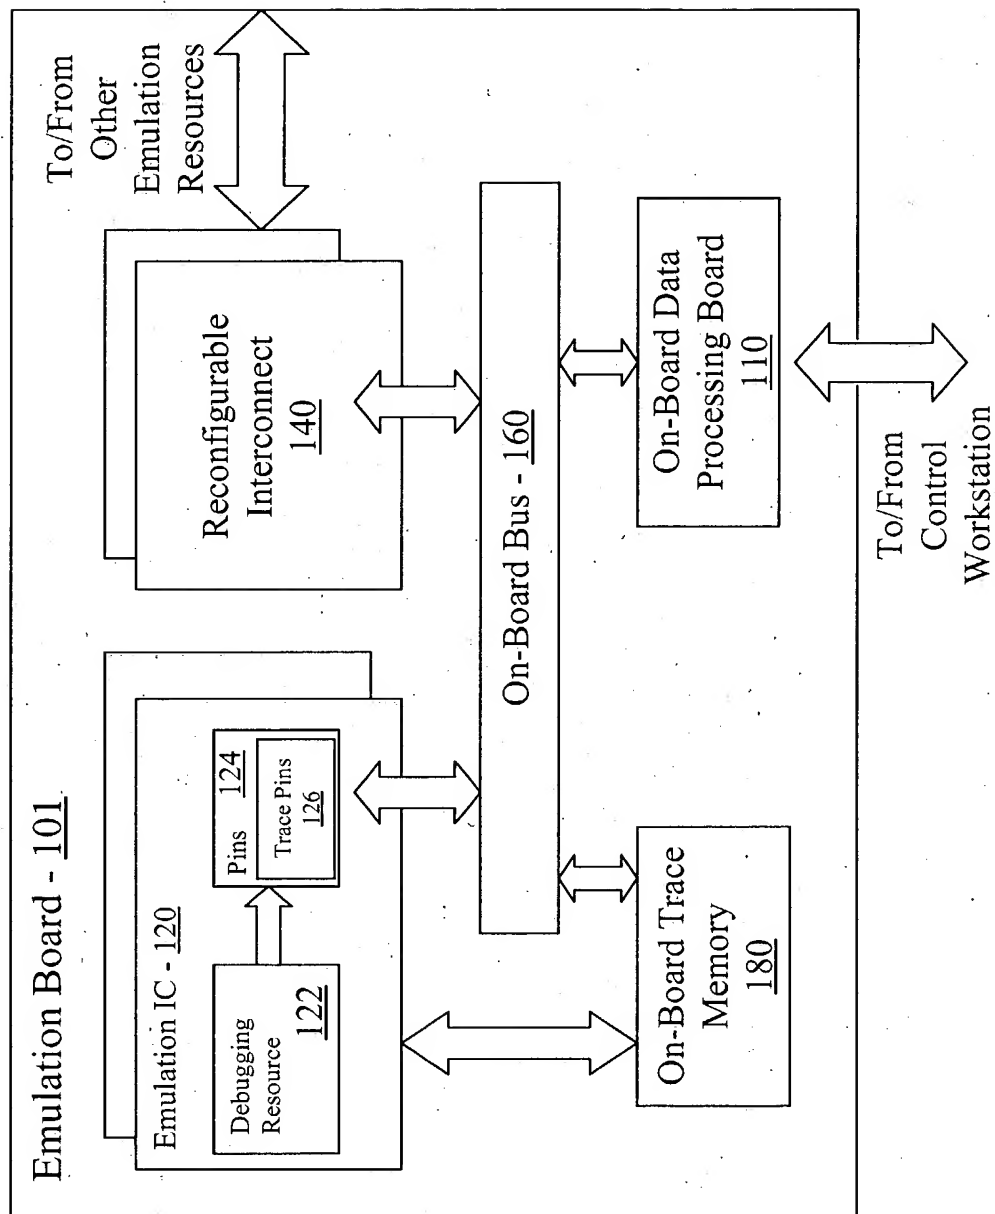 Emulation Board - 101
Emulation IC - 120
Debugging
Resource
122
Pins 124
Trace Pins
126
Reconfigurable
Interconnect
140
To/From
Other
Emulation
Resources
On-Board Bus - 160
On-Board Trace
Memory
180
On-Board Data
Processing Board
110
To/From
Control
Workstation